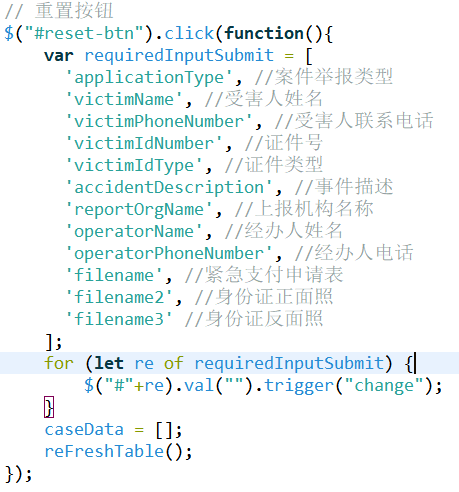 // 重置按钮
$("#reset-btn").click(function(){
    var requiredInputSubmit = [
      'applicationType', //案件举报类型
      'victimName', //受害人姓名
      'victimPhoneNumber', //受害人联系电话
      'victimIdNumber', //证件号
      'victimIdType', //证件类型
      'accidentDescription', //事件描述
      'reportOrgName', //上报机构名称
      'operatorName', //经办人姓名
      'operatorPhoneNumber', //经办人电话
      'filename', //紧急支付申请表
      'filename2', //身份证正面照
      'filename3' //身份证反面照
    ];
    for (let re of requiredInputSubmit) {
        $("#"+re).val("").trigger("change");
    }
    caseData = [];
    reFreshTable();
});